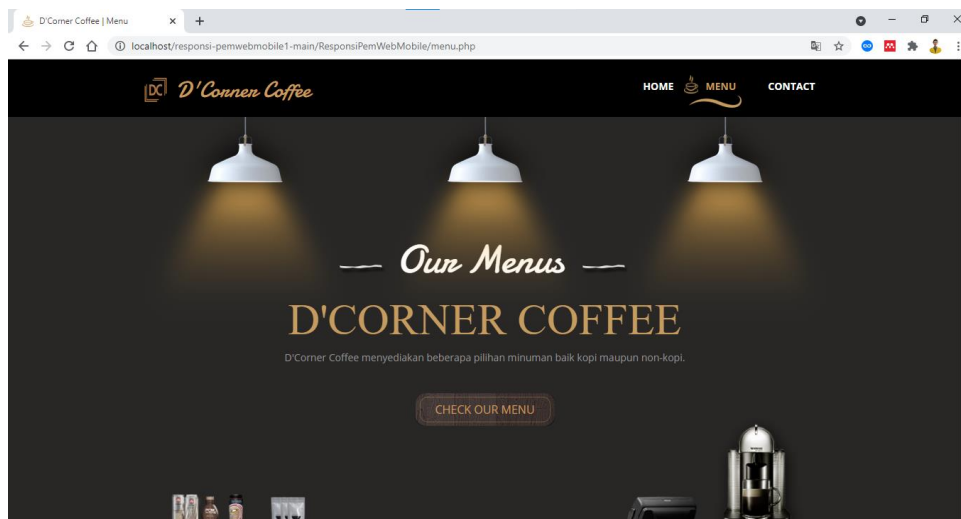 D'Corner Coffee | Menu
localhost/responsi-pemwebmobile1-main/ResponsiPemWebMobile/menu.php
DC D'Corner Coffee
HOME MENU CONTACT
Our Menus
D'CORNER COFFEE
D'Corner Coffee menyediakan beberapa pilihan minuman baik kopi maupun non-kopi.
CHECK OUR MENU